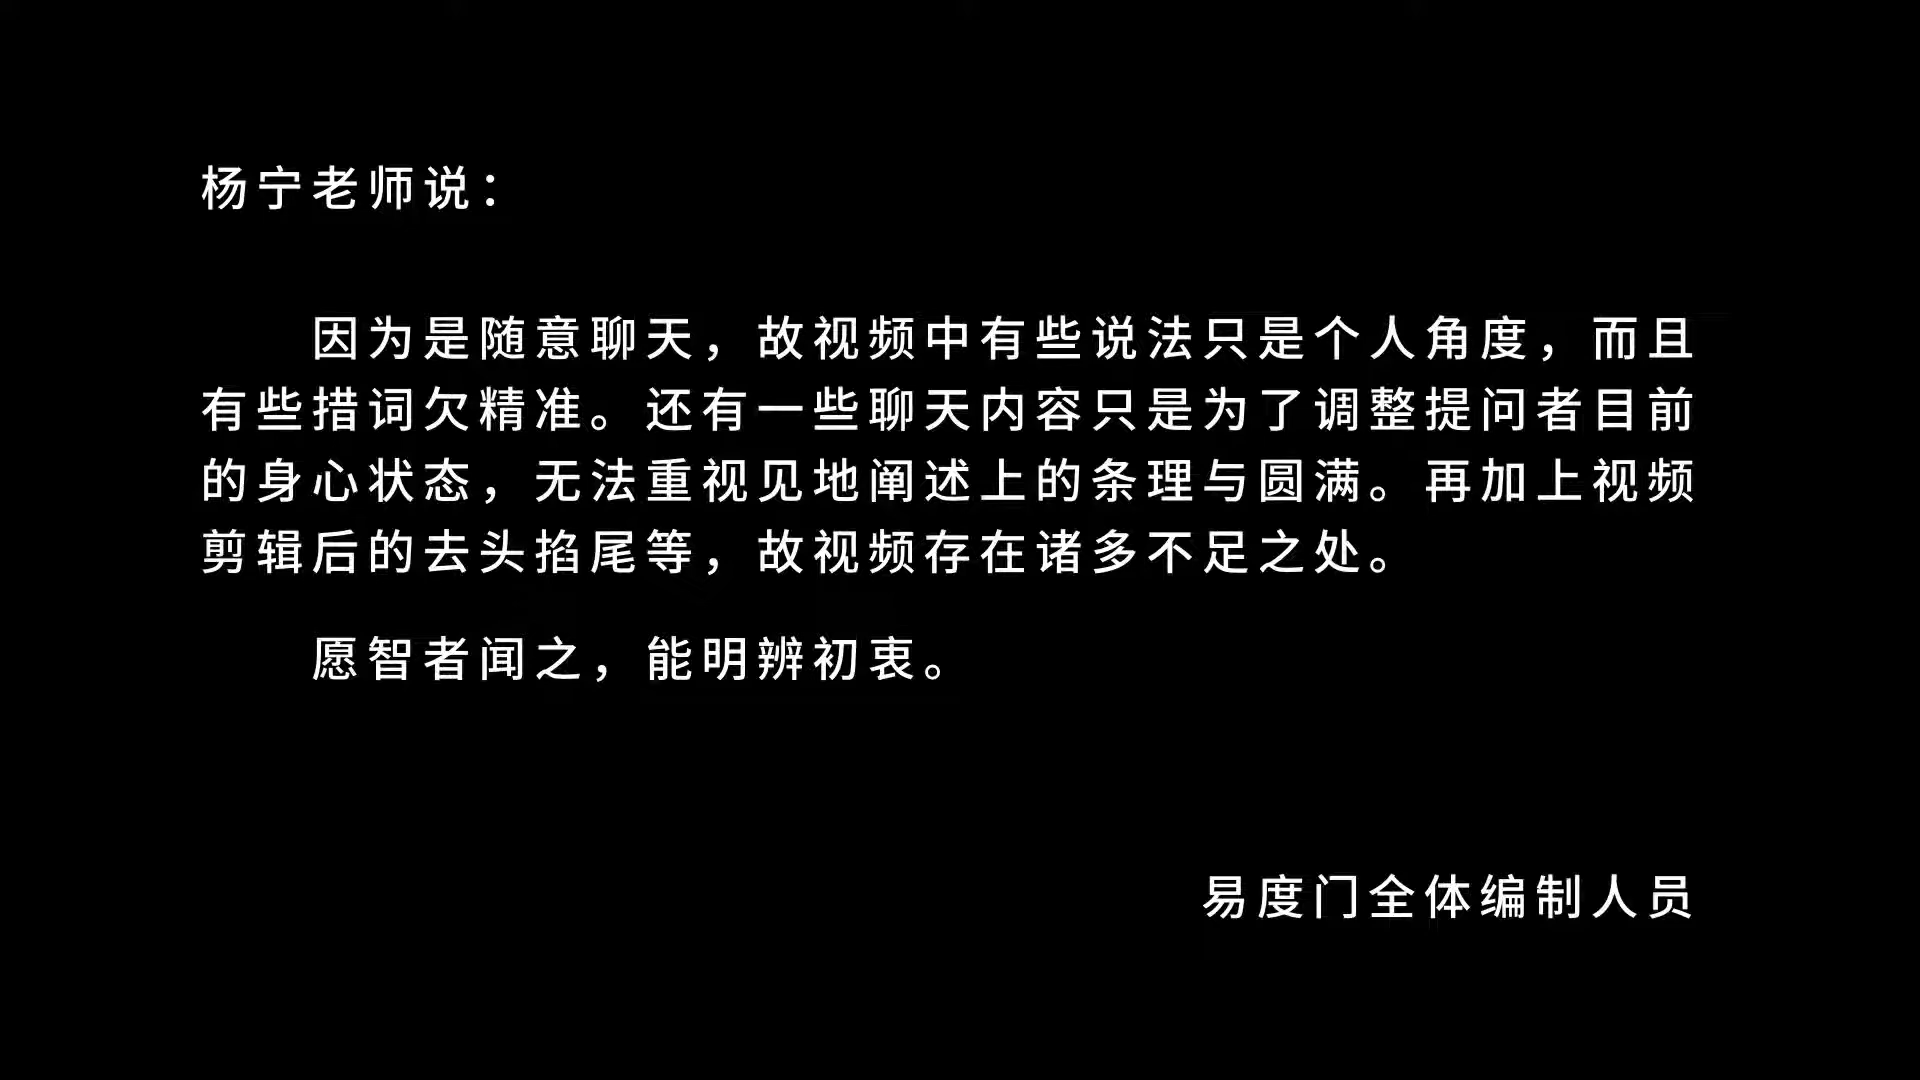 杨宁老师说：
因为是随意聊天，故视频中有些说法只是个人角度，而且
有些措词欠精准。还有一些聊天内容只是为了调整提问者目前
的身心状态，无法重视见地阐述上的条理与圆满。再加上视频
剪辑后的去头掐尾等，故视频存在诸多不足之处。
愿智者闻之，能明辨初衷。
易度门全体编制人员